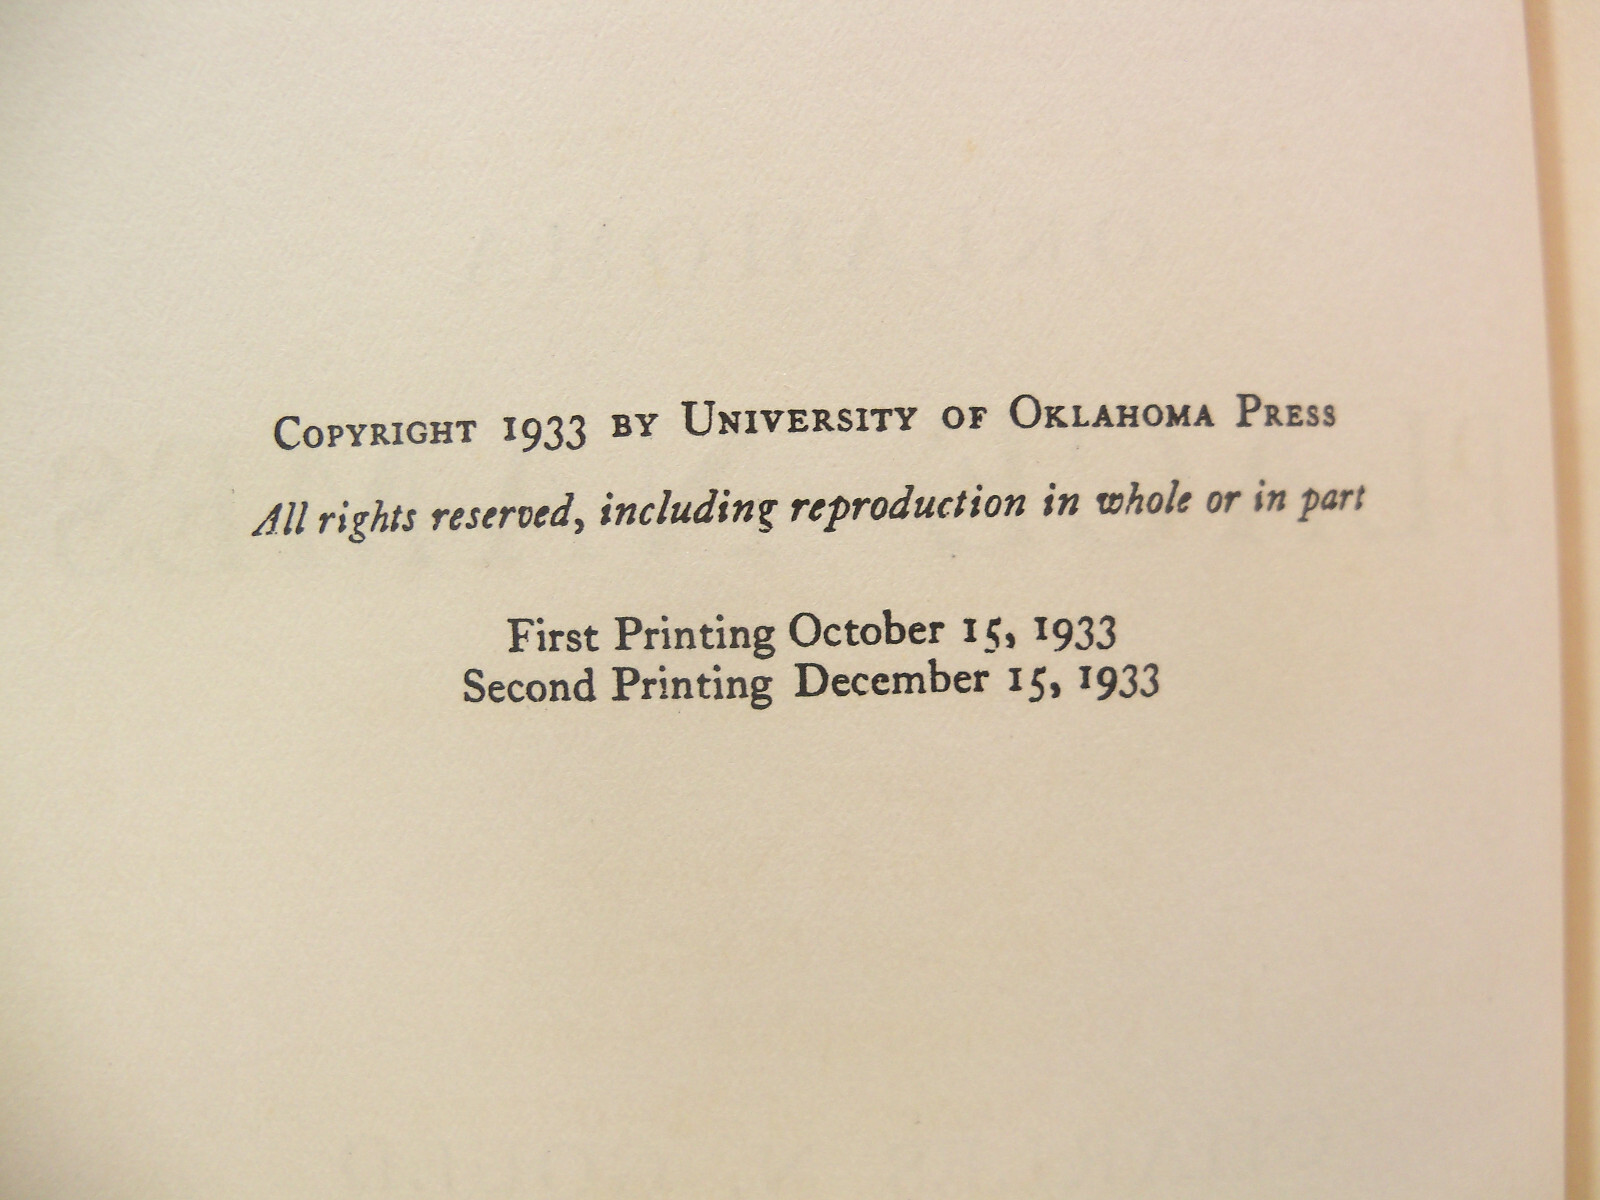 Copyright 1933 by University of Oklahoma Press
All rights reserved, including reproduction in whole or in part
First Printing October 15, 1933
Second Printing December 15, 1933